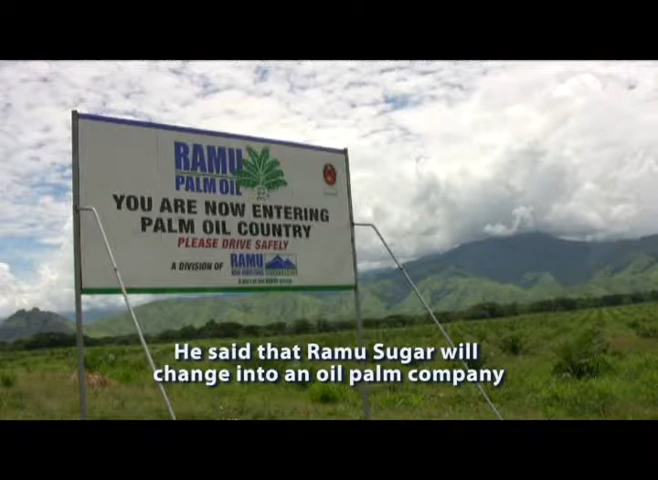 RAMU
PALM OIL
YOU ARE NOW ENTERING
PALM OIL COUNTRY
PLEASE DRIVE SAFELY
A DIVISION OF RAMU
He said that Ramu Sugar will
change into an oil palm company